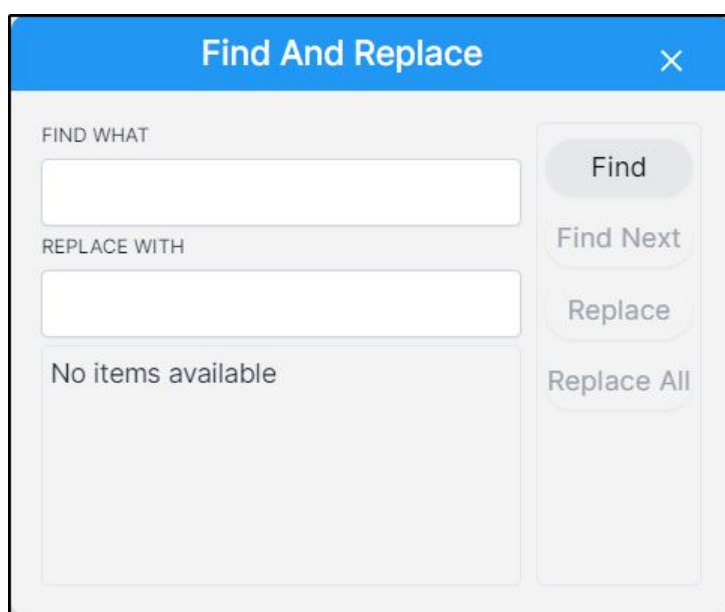 Find And Replace
FIND WHAT
REPLACE WITH
No items available
Find
Find Next
Replace
Replace All